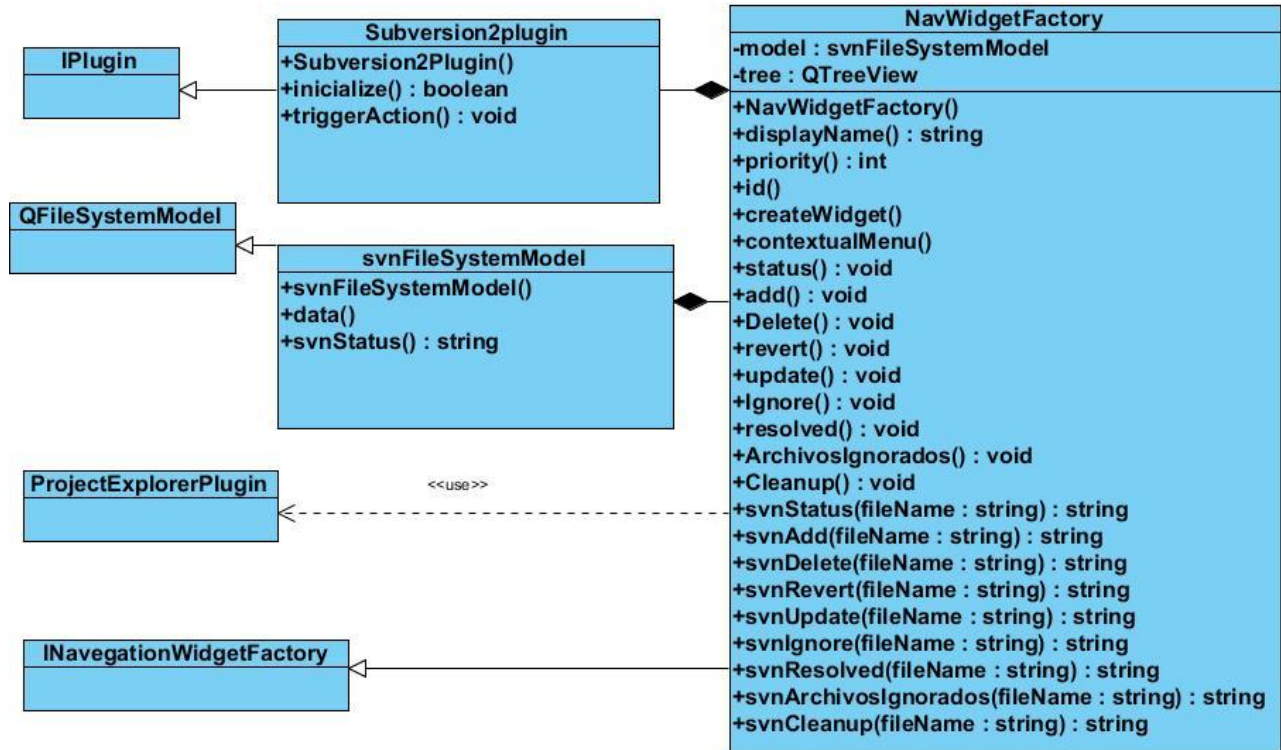 IPlugin
Subversion2plugin
+Subversion2Plugin()
+inicialize() : boolean
+triggerAction() : void
QFileSystemModel
svnFileSystemModel
+svnFileSystemModel()
+data()
+svnStatus() : string
ProjectExplorerPlugin
<<use>>
INavegationWidgetFactory
NavWidgetFactory
-model : svnFileSystemModel
-tree : QTreeView
+NavWidgetFactory()
+displayName() : string
+priority() : int
+id()
+createWidget()
+contextualMenu()
+status() : void
+add() : void
+Delete() : void
+revert() : void
+update() : void
+Ignore() : void
+resolved() : void
+ArchivosIgnorados() : void
+Cleanup() : void
+svnStatus(fileName : string) : string
+svnAdd(fileName : string) : string
+svnDelete(fileName : string) : string
+svnRevert(fileName : string) : string
+svnUpdate(fileName : string) : string
+svnIgnore(fileName : string) : string
+svnResolved(fileName : string) : string
+svnArchivosIgnorados(fileName : string) : string
+svnCleanup(fileName : string) : string